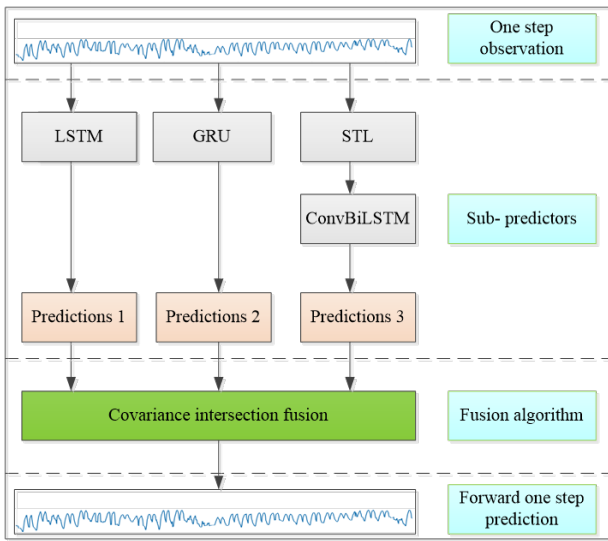 One step
observation
LSTM
GRU
STL
ConvBiLSTM
Sub- predictors
Predictions 1
Predictions 2
Predictions 3
Covariance intersection fusion
Fusion algorithm
Forward one step
prediction